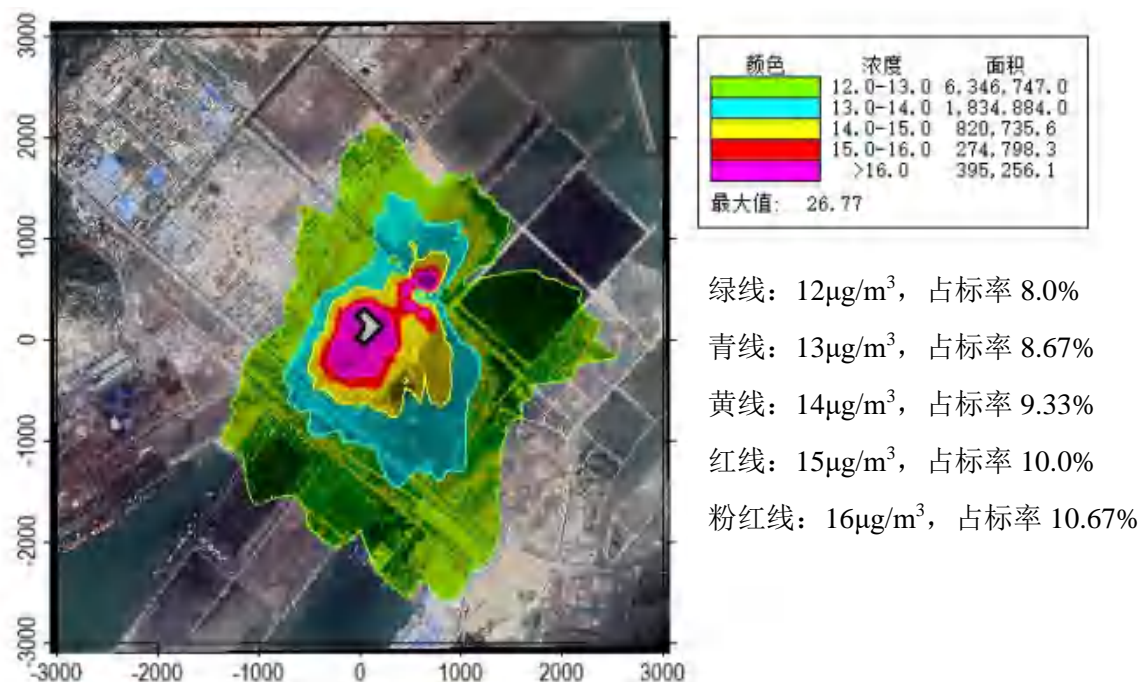 3000
2000
1000
0
-1000
-2000
-3000
-3000 -2000 -1000 0 1000 2000 3000
颜色 浓度 面积
12.0-13.0 6,346,747.0
13.0-14.0 1,834,884.0
14.0-15.0 820,735.6
15.0-16.0 274,798.3
>16.0 395,256.1
最大值: 26.77
绿线：12μg/m³，占标率 8.0%
青线：13μg/m³，占标率 8.67%
黄线：14μg/m³，占标率 9.33%
红线：15μg/m³，占标率 10.0%
粉红线：16μg/m³，占标率 10.67%